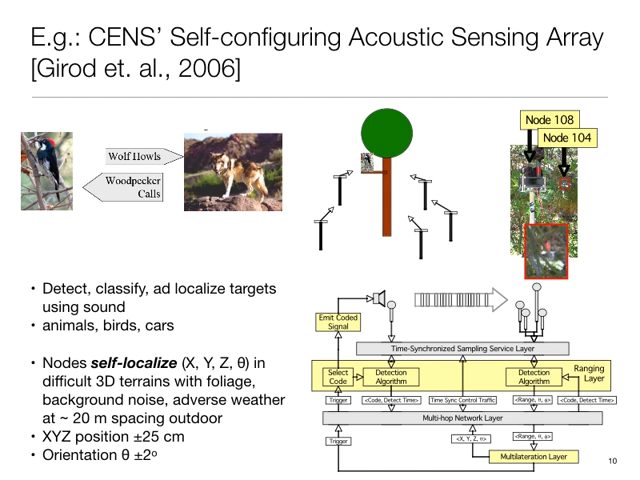 E.g.: CENS’ Self-configuring Acoustic Sensing Array
[Girod et. al., 2006]
Node 108
Node 104
Wolf Howls
Woodpecker
Calls
• Detect, classify, ad localize targets
using sound
• animals, birds, cars
• Nodes self-localize (X, Y, Z, θ) in
difficult 3D terrains with foliage,
background noise, adverse weather
at ~ 20 m spacing outdoor
• XYZ position ±25 cm
• Orientation θ ±2º
Emit Coded
Signal
Time-Synchronized Sampling Service Layer
Select
Code
Detection
Algorithm
Detection
Algorithm
Ranging
Layer
Trigger
<Code, Detect Time>
Time Sync Control Traffic
<Code, Detect Time>
Multi-hop Network Layer
Trigger
Multilateration Layer
10